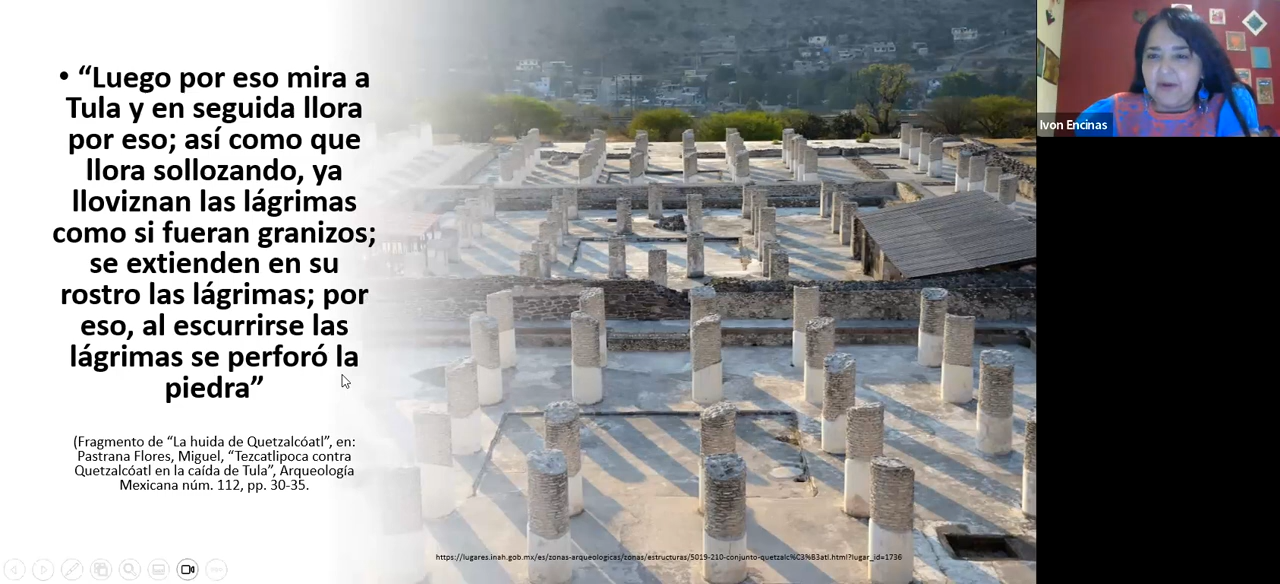 • “Luego por eso mira a
Tula y en seguida llora
por eso; así como que
llora sollozando, ya
lloviznan las lágrimas
como si fueran granizos;
se extienden en su
rostro las lágrimas; por
eso, al escurrirse las
lágrimas se perforó la
piedra”
(Fragmento de “La huida de Quetzalcóatl”, en:
Pastrana Flores, Miguel, “Tezcatlipoca contra
Quetzalcóatl en la caída de Tula”, Arqueología
Mexicana núm. 112, pp. 30-35.
https://lugares.inah.gob.mx/es/zonas-arqueologicas/zonas/estructuras/5019-210-conjunto-quetzalc%C3%B3atl.html?lugar_id=1736
Ivon Encinas